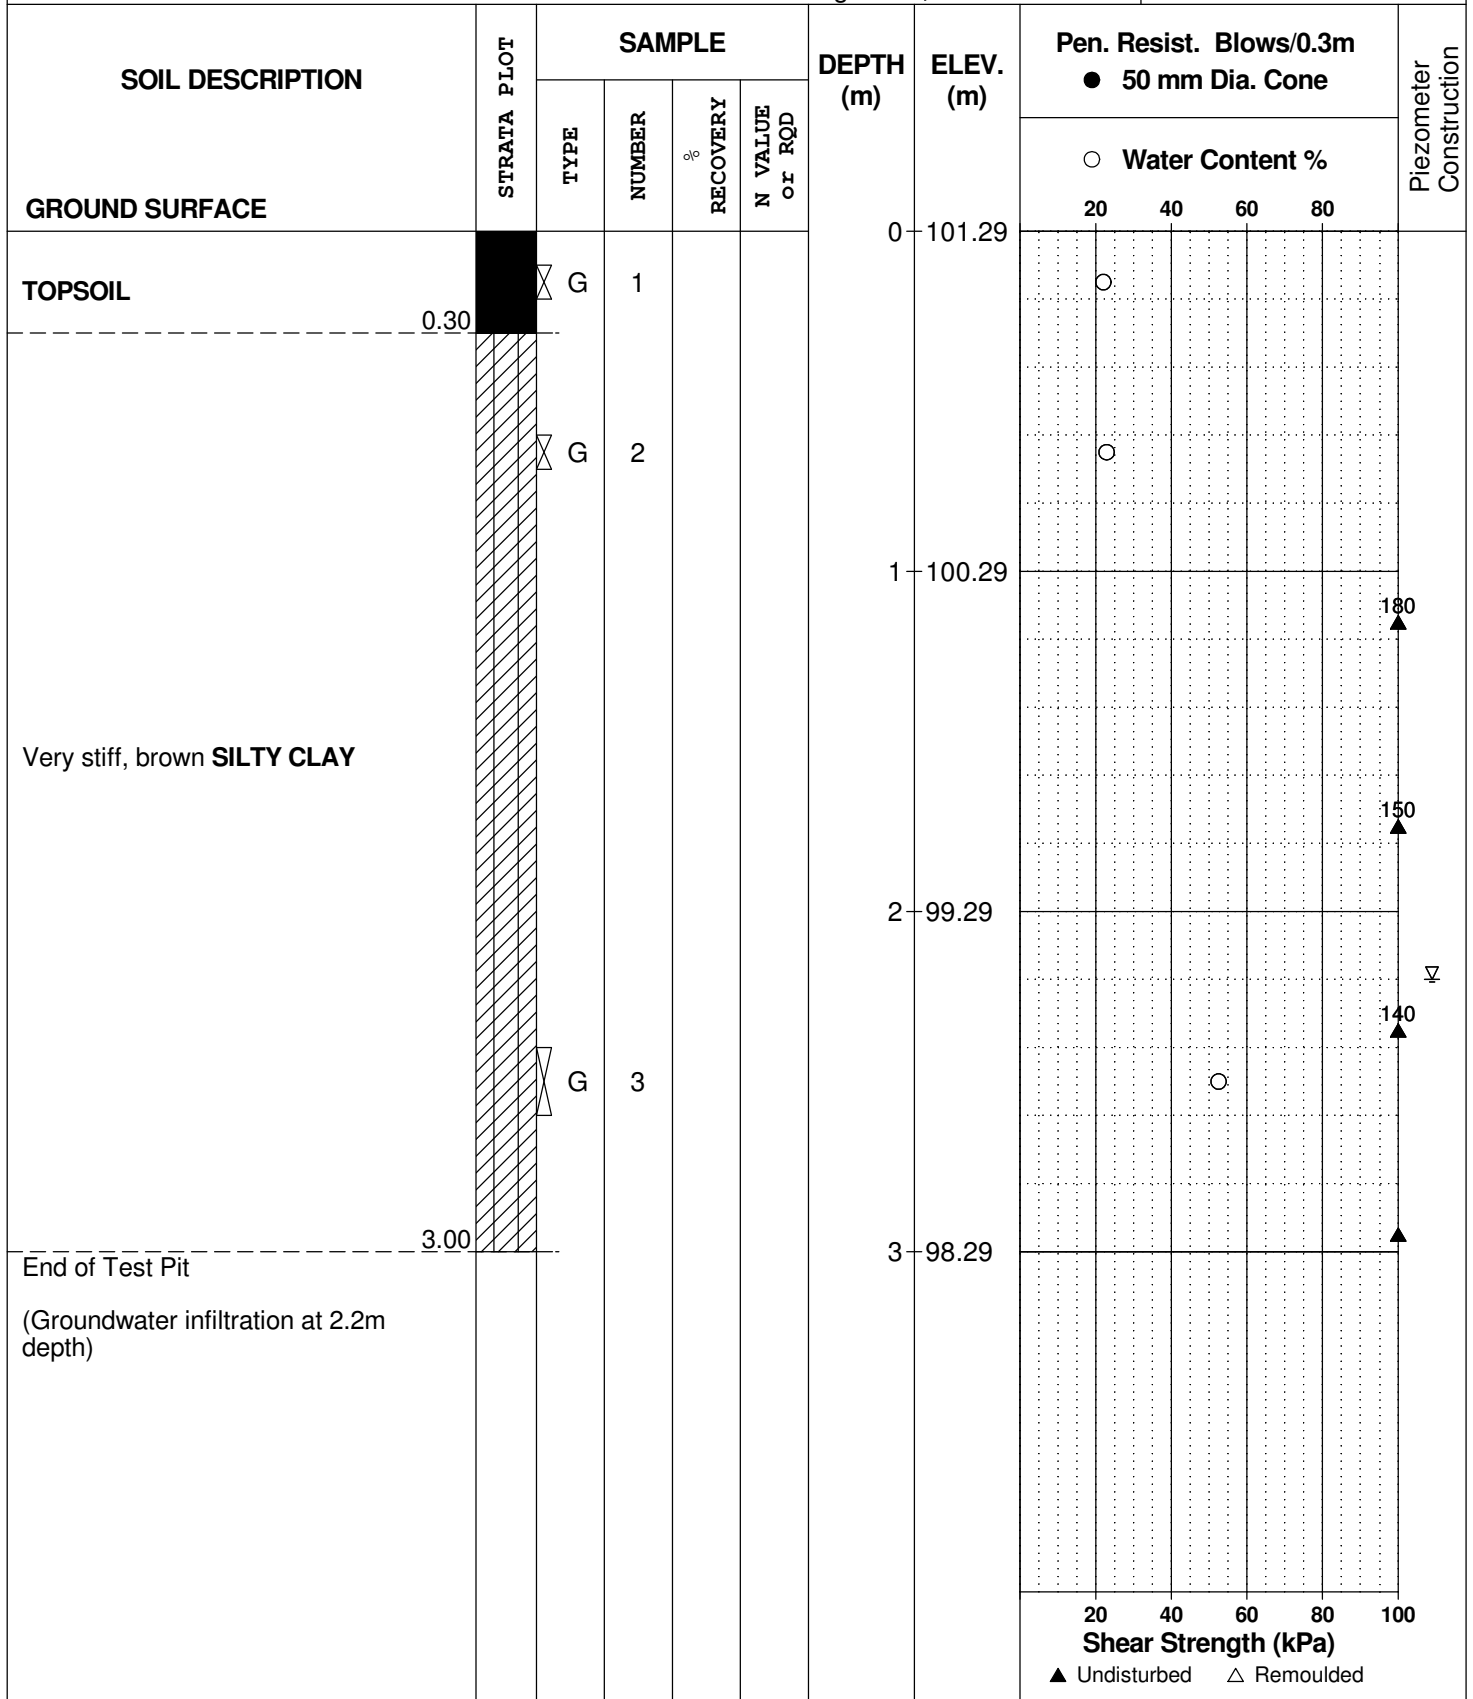 SOIL DESCRIPTION
GROUND SURFACE
STRATA PLOT
SAMPLE
TYPE
NUMBER
%
RECOVERY
N VALUE
or RQD
DEPTH
(m)
ELEV.
(m)
Pen. Resist. Blows/0.3m
● 50 mm Dia. Cone
○ Water Content %
20 40 60 80
Piezometer
Construction
0 101.29
TOPSOIL
G 1
0.30
G 2
1 100.29
180
Very stiff, brown SILTY CLAY
150
2 99.29
140
G 3
3.00
3 98.29
End of Test Pit
(Groundwater infiltration at 2.2m
depth)
20 40 60 80 100
Shear Strength (kPa)
▲ Undisturbed △ Remoulded